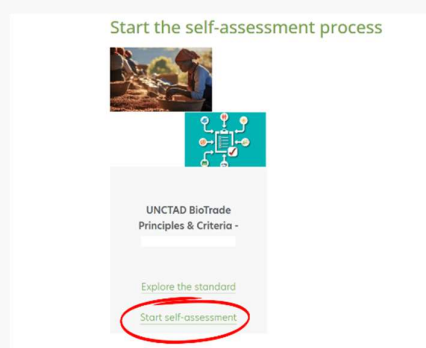 Start the self-assessment process
UNCTAD BioTrade
Principles & Criteria -
Explore the standard
Start self-assessment